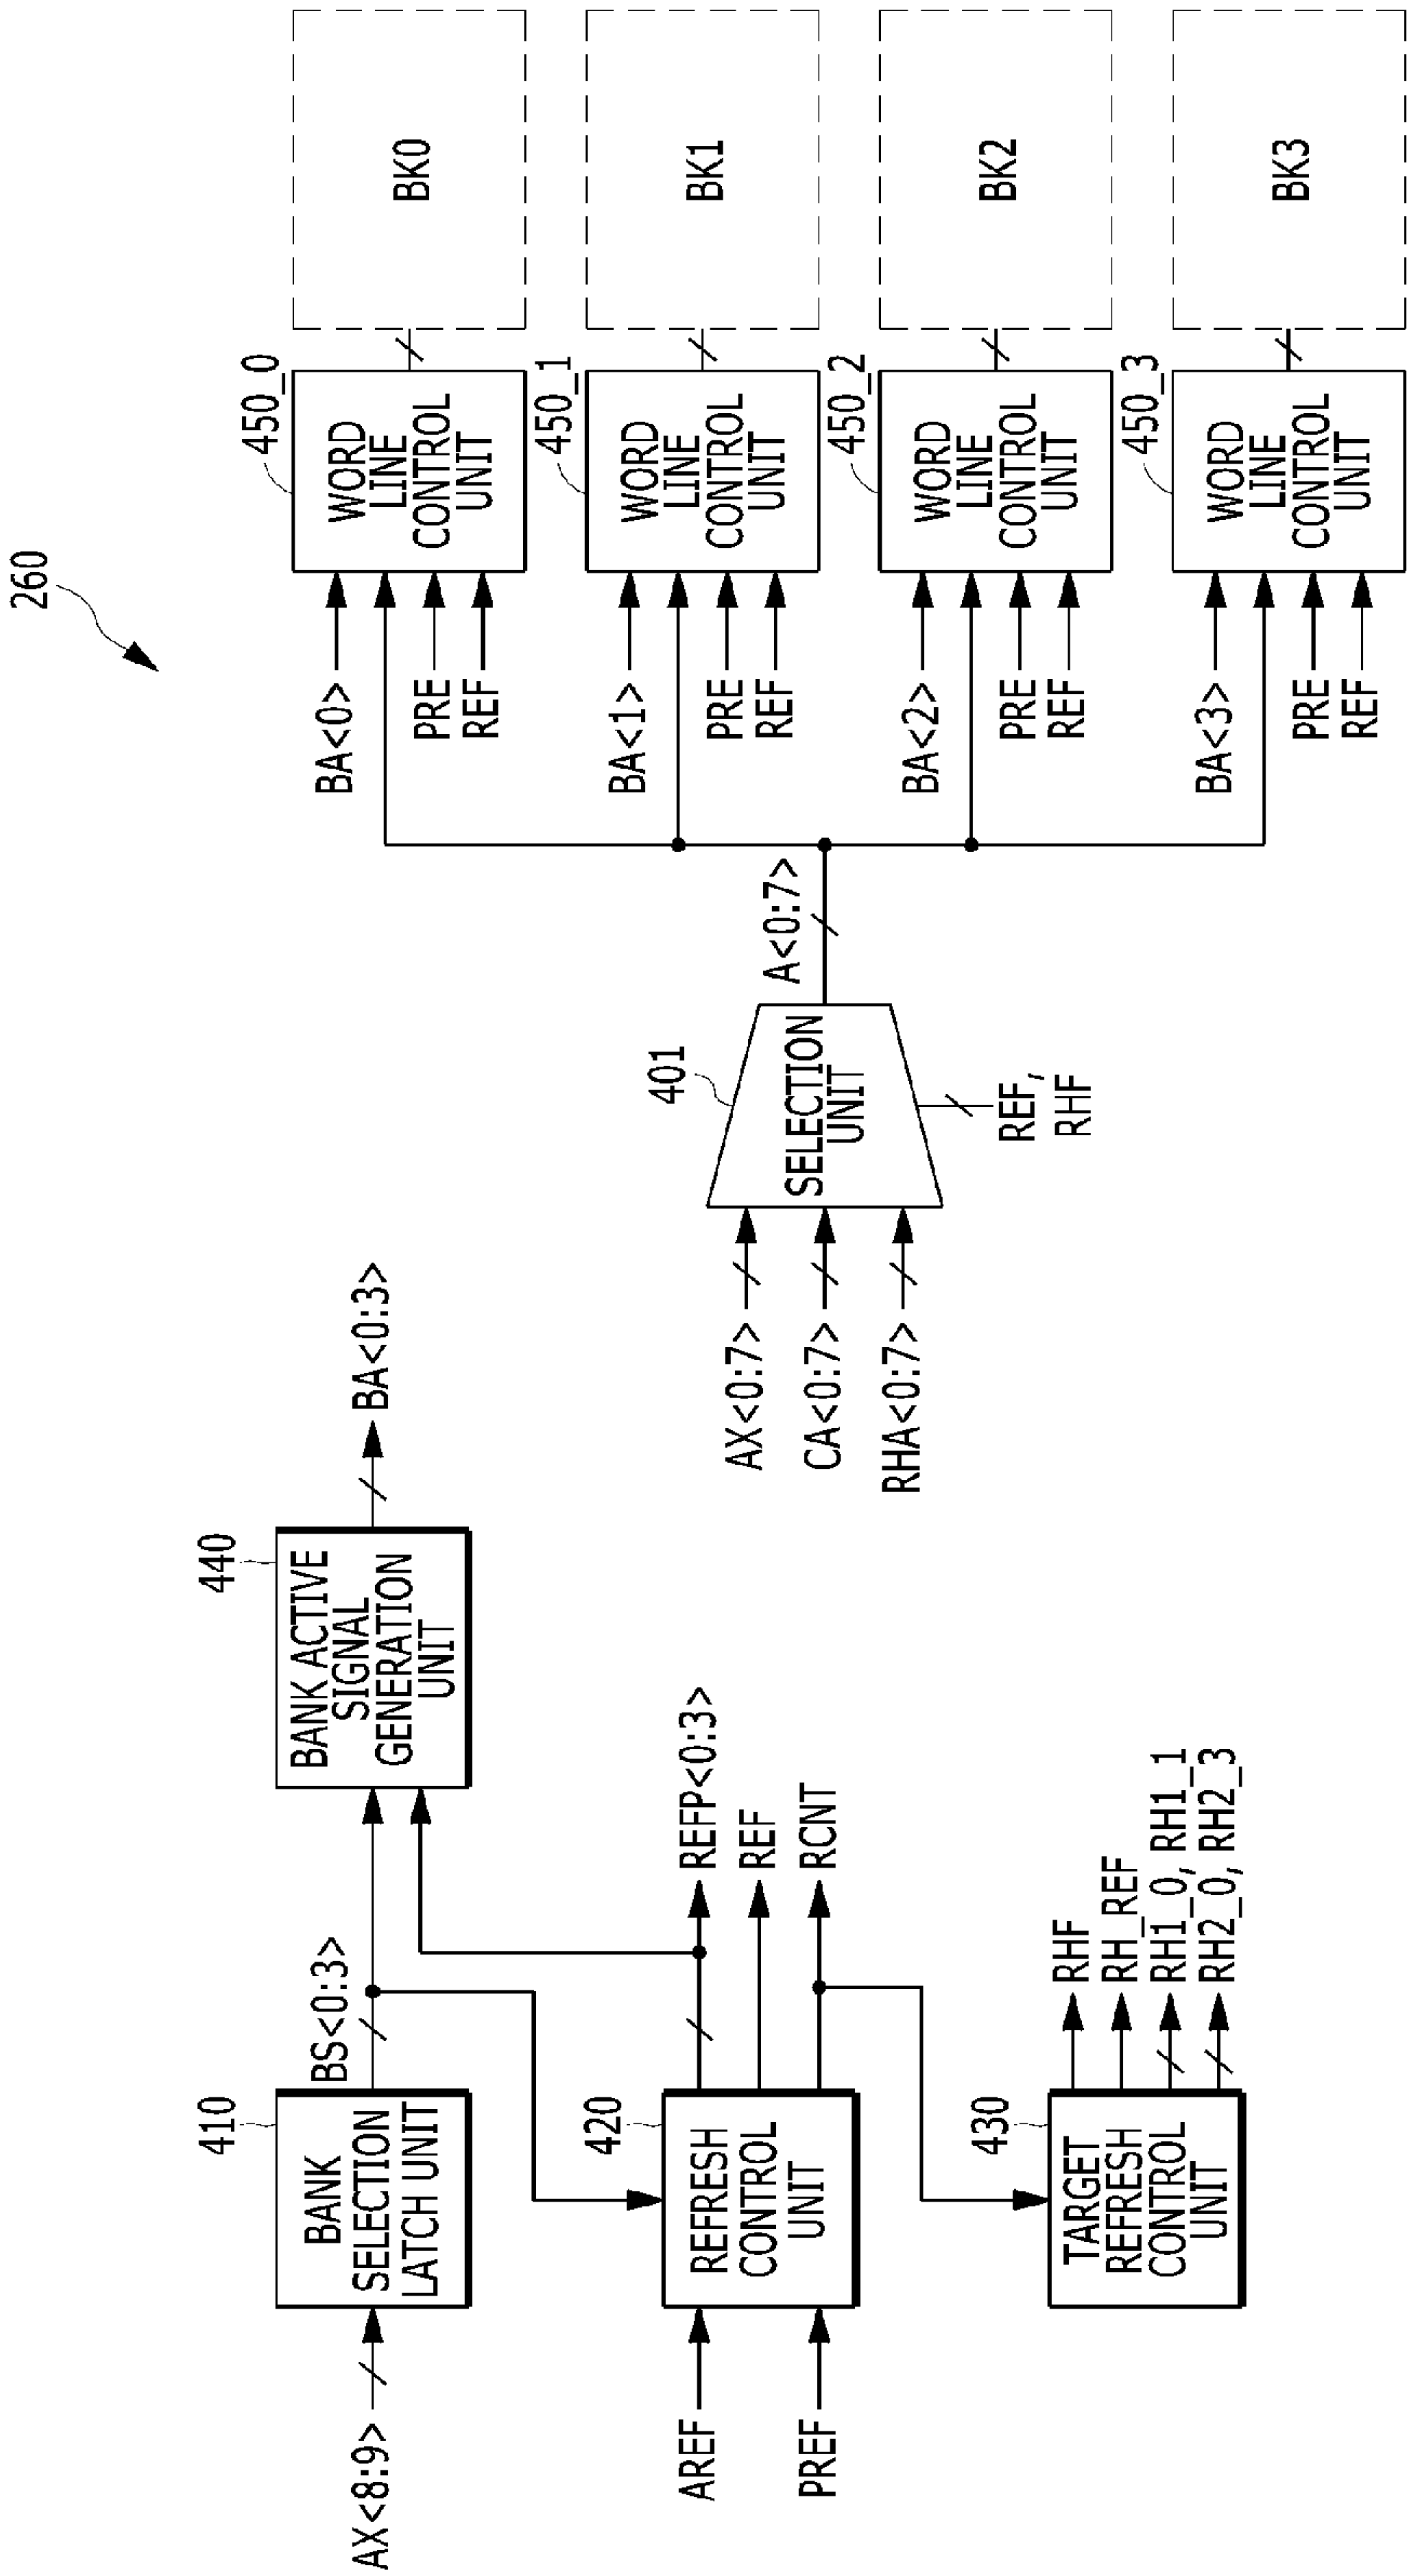 260
AX<8:9>
410
BANK
SELECTION
LATCH UNIT
BS<0:3>
440
BANK ACTIVE
SIGNAL
GENERATION
UNIT
BA<0:3>
AREF
PREF
420
REFRESH
CONTROL
UNIT
REFP<0:3>
REF
RCNT
430
TARGET
REFRESH
CONTROL
UNIT
RHF
RH_REF
RH1_0, RH1_1
RH2_0, RH2_3
AX<0:7>
CA<0:7>
RHA<0:7>
401
SELECTION
UNIT
REF,
RHF
A<0:7>
BA<0>
PRE
REF
450_0
WORD
LINE
CONTROL
UNIT
BK0
BA<1>
PRE
REF
450_1
WORD
LINE
CONTROL
UNIT
BK1
BA<2>
PRE
REF
450_2
WORD
LINE
CONTROL
UNIT
BK2
BA<3>
PRE
REF
450_3
WORD
LINE
CONTROL
UNIT
BK3